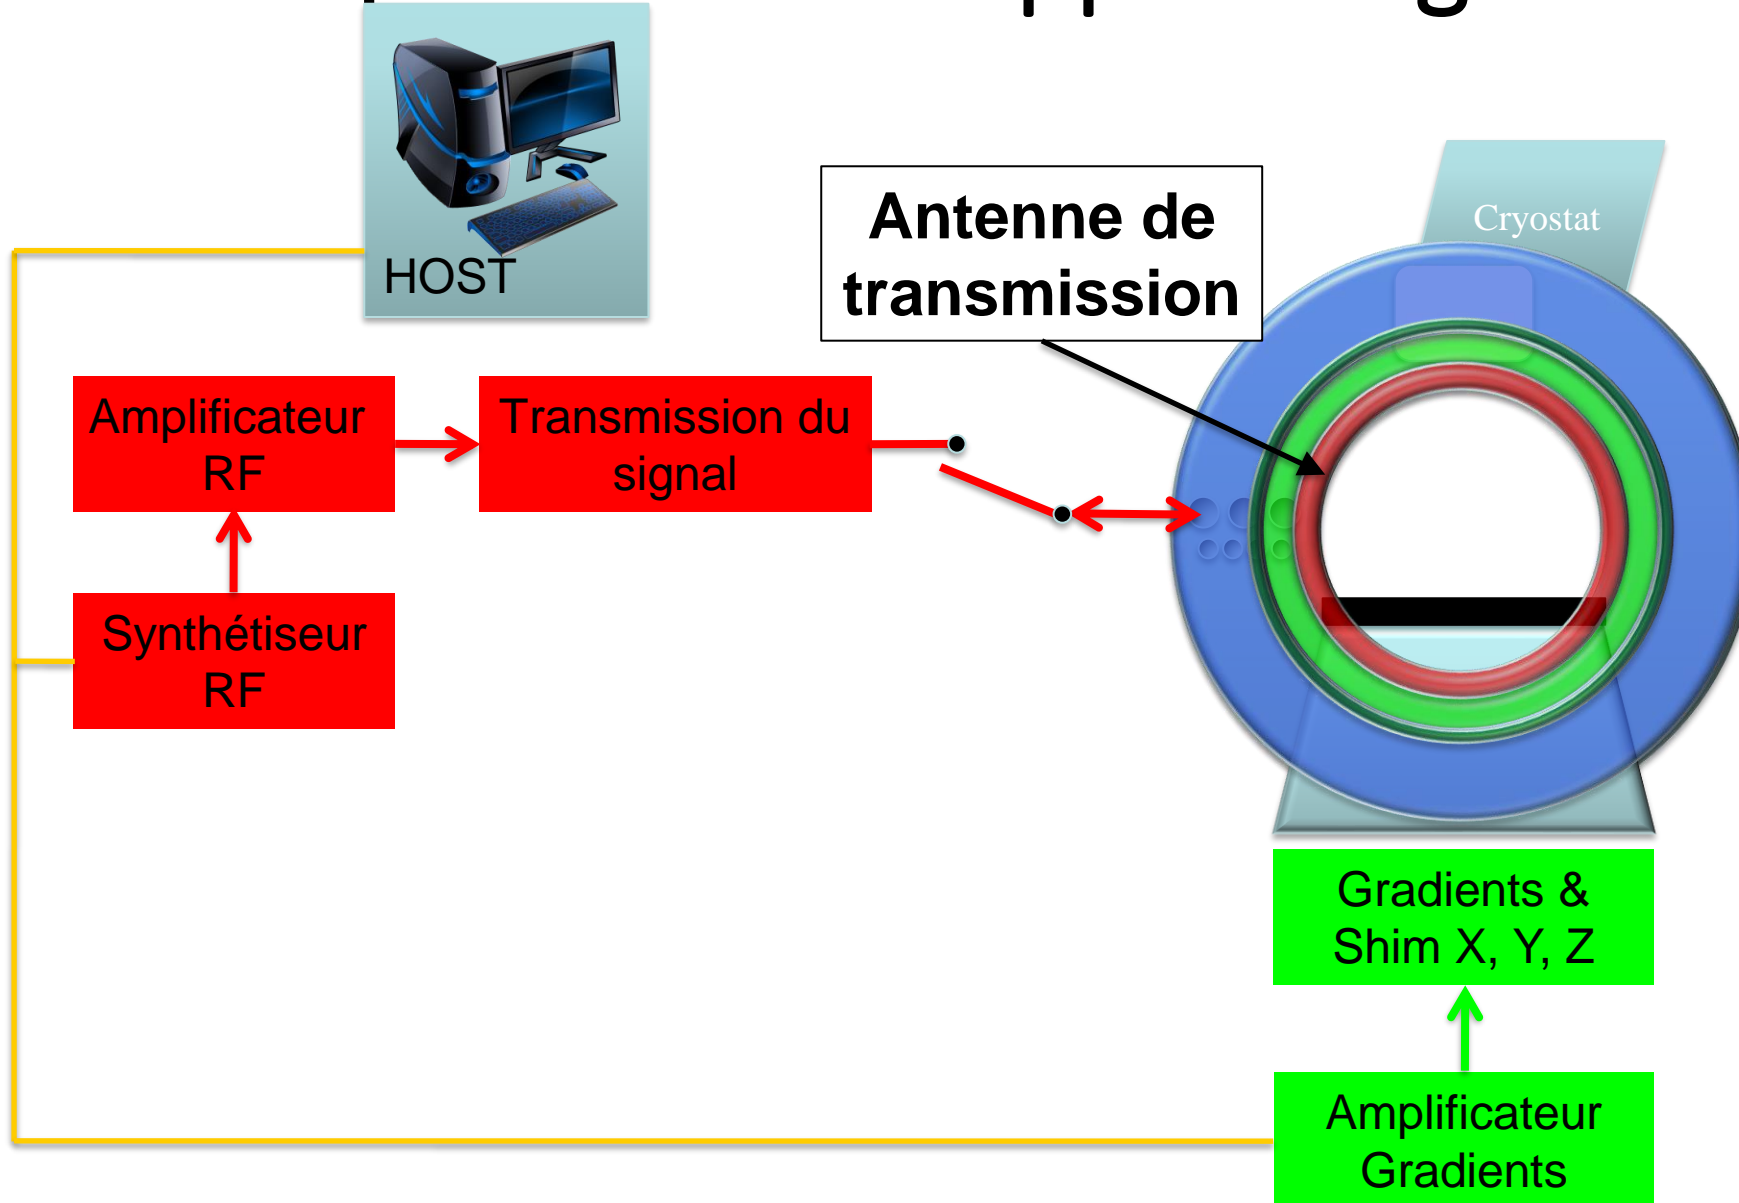 HOST
Antenne de
transmission
Cryostat
Amplificateur
RF
Transmission du
signal
Synthétiseur
RF
Gradients &
Shim X, Y, Z
Amplificateur
Gradients